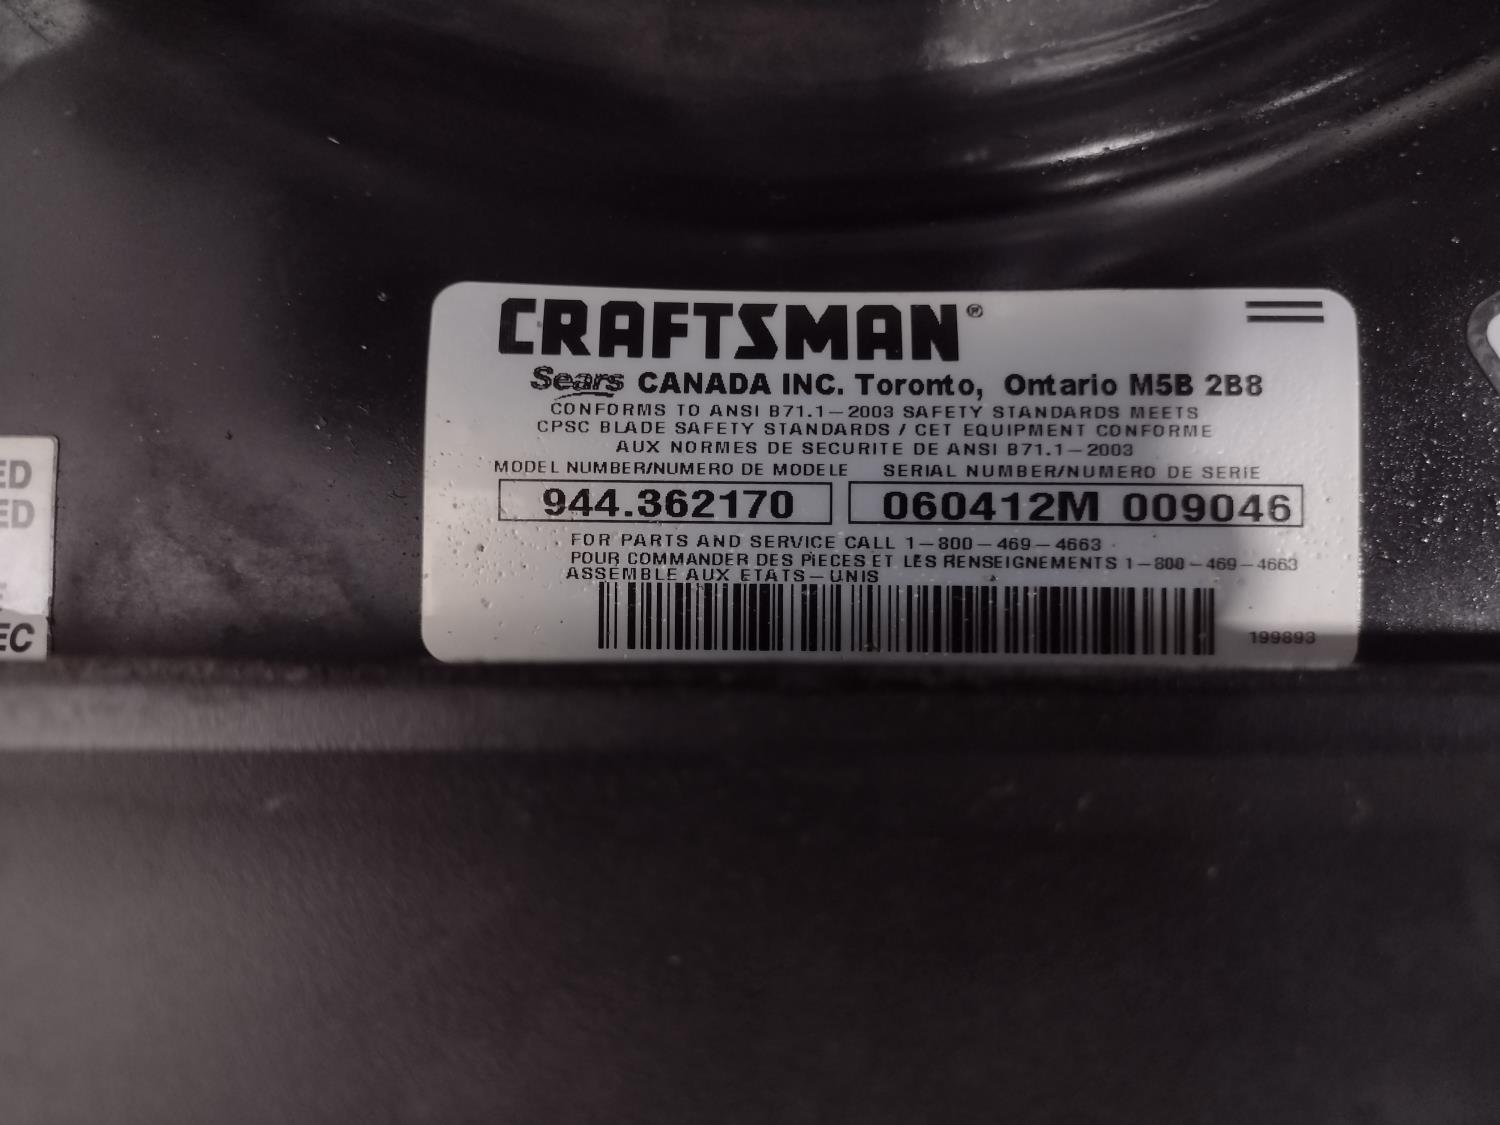 CRAFTSMAN®
Sears CANADA INC. Toronto, Ontario M5B 2B8
CONFORMS TO ANSI B71.1-2003 SAFETY STANDARDS MEETS
CPSC BLADE SAFETY STANDARDS / CET EQUIPMENT CONFORME
AUX NORMES DE SECURITE DE ANSI B71.1-2003
MODEL NUMBER/NUMERO DE MODELE SERIAL NUMBER/NUMERO DE SERIE
944.362170 060412M 009046
FOR PARTS AND SERVICE CALL 1-800-469-4663
POUR COMMANDER DES PIECES ET LES RENSEIGNEMENTS 1-800-469-4663
ASSEMBLE AUX ETATS-UNIS
199893
ED
ED
EC